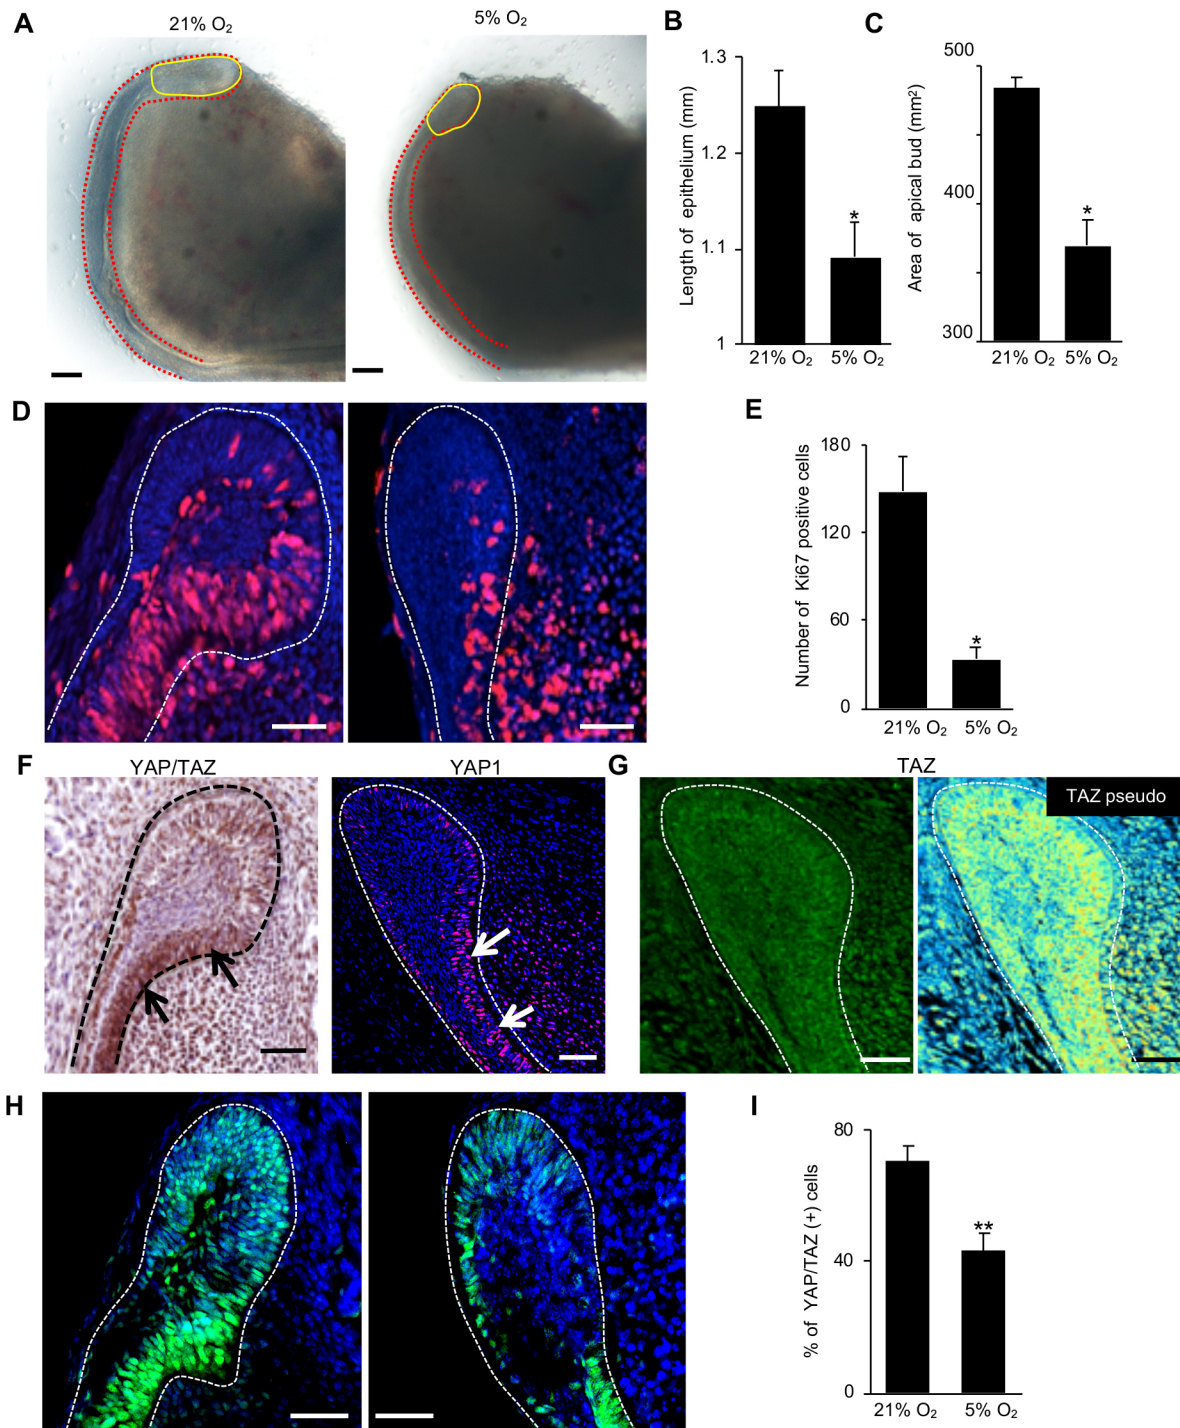 A
21% O₂
5% O₂
B
Length of epithelium (mm)
1.3
1.2
1.1
1
*
21% O₂ 5% O₂
C
Area of apical bud (mm²)
500
400
300
*
21% O₂ 5% O₂
D
E
Number of Ki67 positive cells
180
120
60
0
*
21% O₂ 5% O₂
F
YAP/TAZ
YAP1
G
TAZ
TAZ pseudo
H
I
% of YAP/TAZ (+) cells
80
40
0
**
21% O₂ 5% O₂